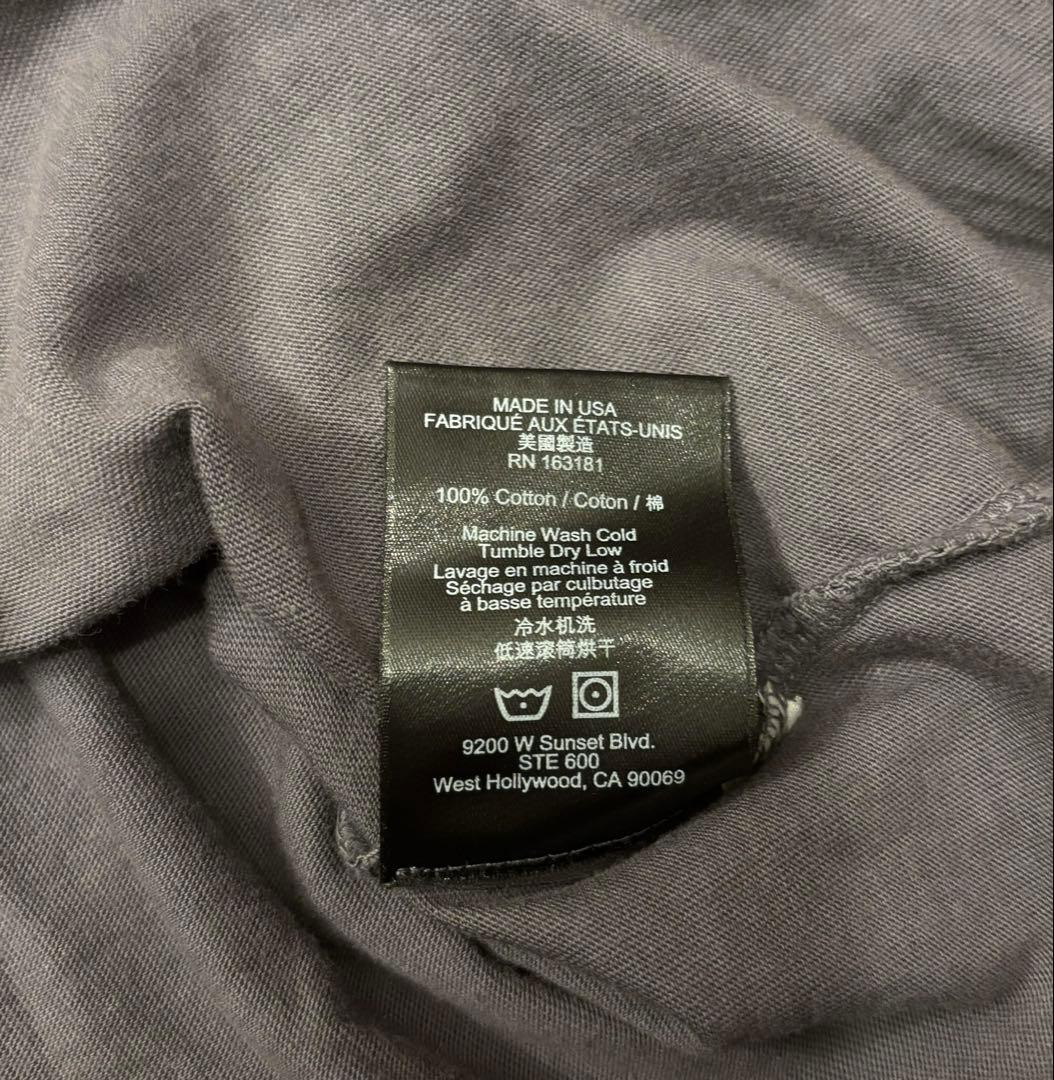 MADE IN USA
FABRIQUÉ AUX ÉTATS-UNIS
美國製造
RN 163181
100% Cotton / Coton / 棉
Machine Wash Cold
Tumble Dry Low
Lavage en machine à froid
Séchage par culbutage
à basse température
冷水机洗
低速滚筒烘干
9200 W Sunset Blvd.
STE 600
West Hollywood, CA 90069